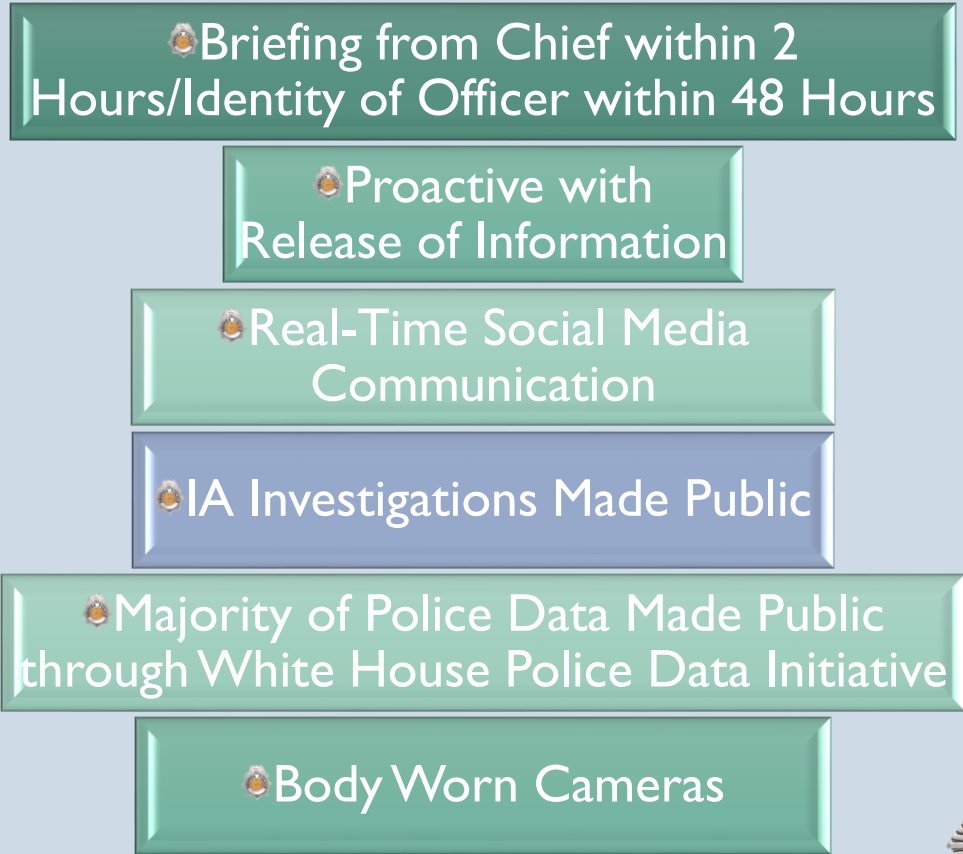 Briefing from Chief within 2
Hours/Identity of Officer within 48 Hours
Proactive with
Release of Information
Real-Time Social Media
Communication
IA Investigations Made Public
Majority of Police Data Made Public
through White House Police Data Initiative
Body Worn Cameras